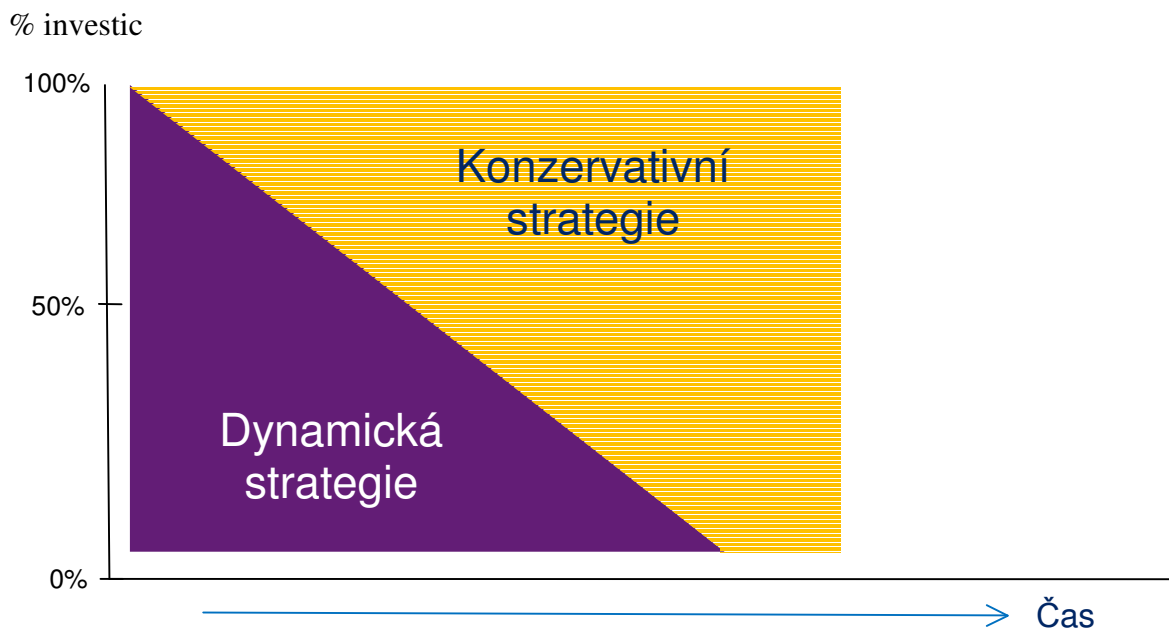 % investic
100%
Konzervativní
strategie
50%
Dynamická
strategie
0%
Čas